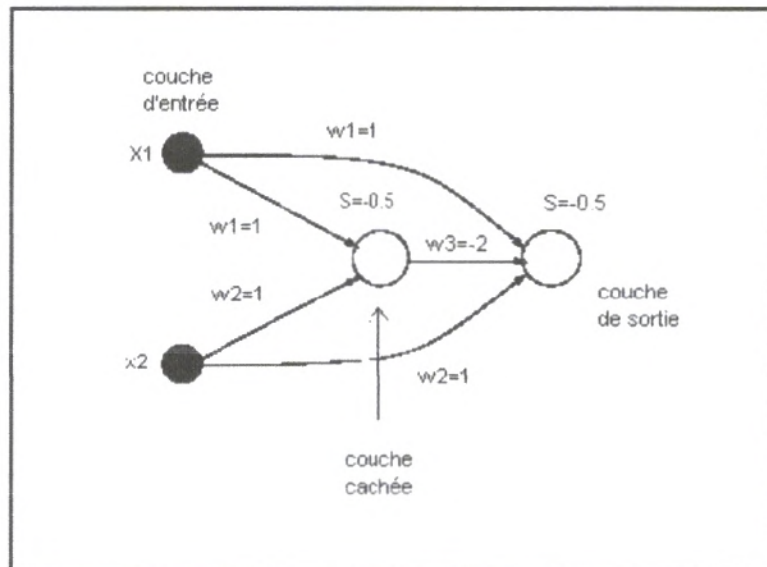 couche
d'entrée
X1
w1=1
S=-0.5
S=-0.5
w1=1
w3=-2
w2=1
couche
de sortie
x2
w2=1
couche
cachée